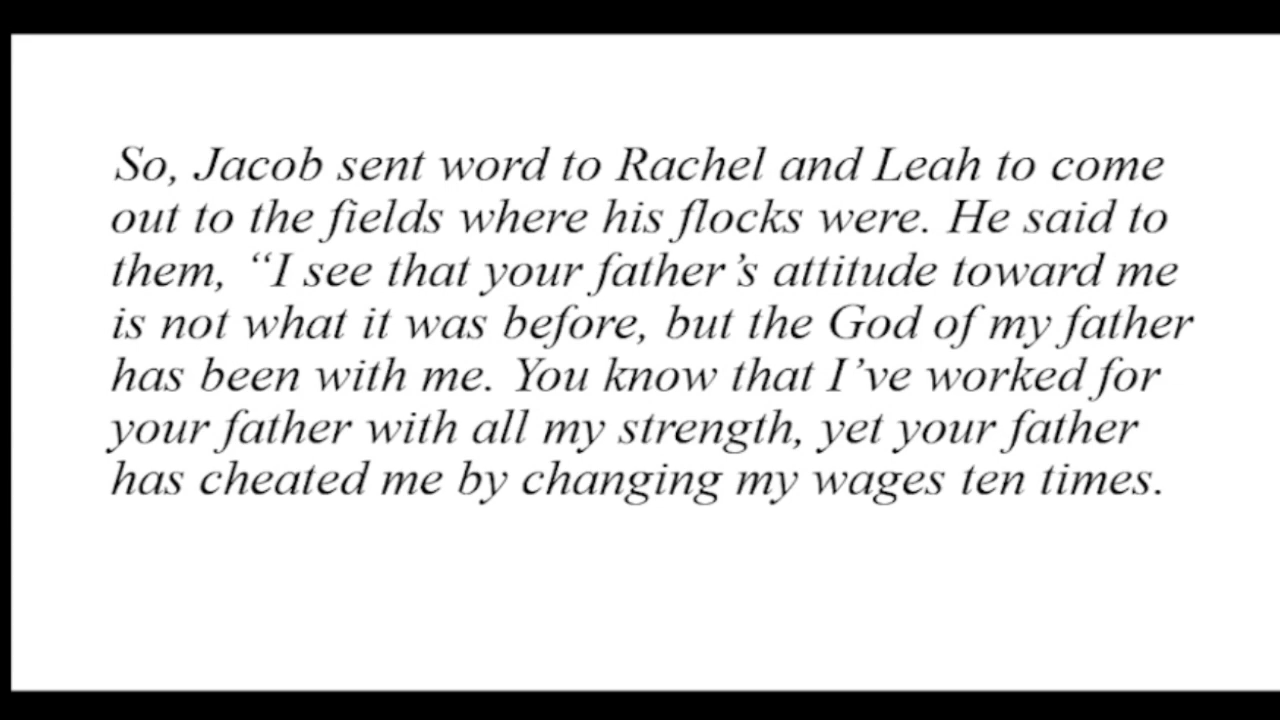 So, Jacob sent word to Rachel and Leah to come
out to the fields where his flocks were. He said to
them, “I see that your father’s attitude toward me
is not what it was before, but the God of my father
has been with me. You know that I’ve worked for
your father with all my strength, yet your father
has cheated me by changing my wages ten times.